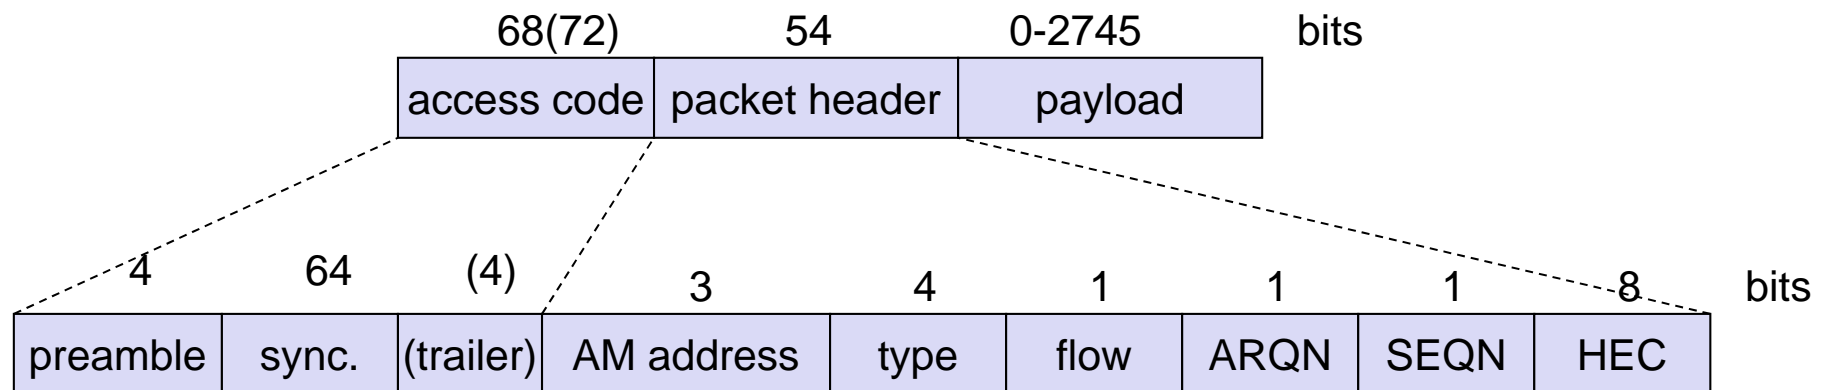 68(72) 54 0-2745 bits
access code packet header payload
4 64 (4) 3 4 1 1 1 8 bits
preamble sync. (trailer) AM address type flow ARQN SEQN HEC